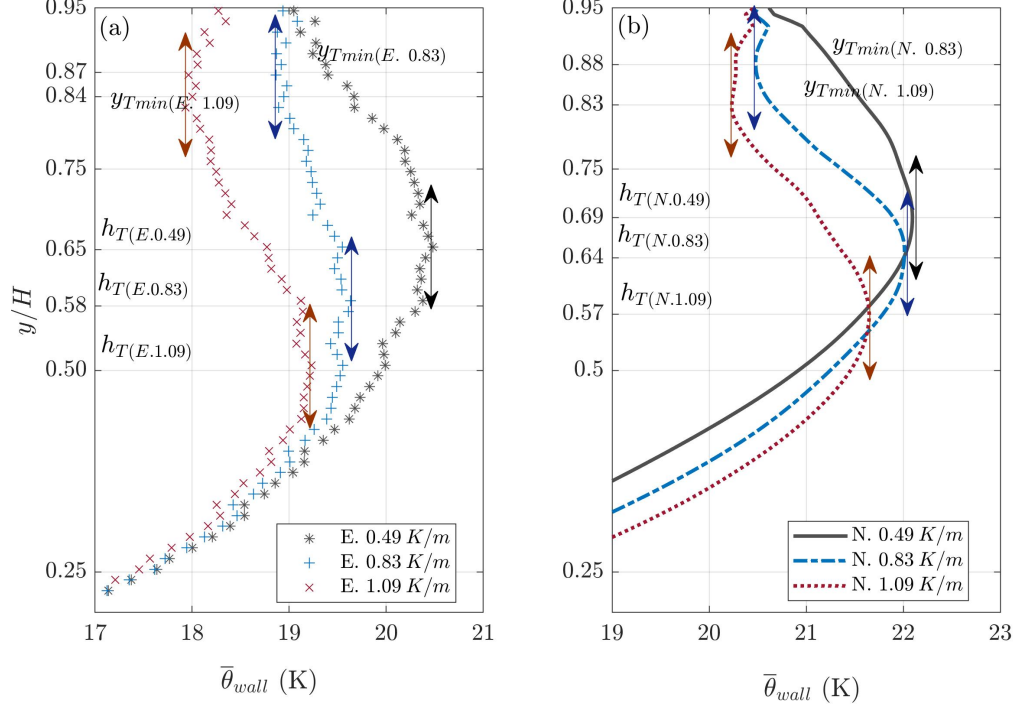 (a)
0.95
0.87
0.84
0.75
0.65
0.58
0.50
0.25
y/H
y_{Tmin(E. 0.83)}
y_{Tmin(E. 1.09)}
h_{T(E.0.49)}
h_{T(E.0.83)}
h_{T(E.1.09)}
E. 0.49 K/m
E. 0.83 K/m
E. 1.09 K/m
17 18 19 20 21
θ̅_{wall} (K)
(b)
0.95
0.88
0.83
0.75
0.69
0.64
0.57
0.5
0.25
y_{Tmin(N. 0.83)}
y_{Tmin(N. 1.09)}
h_{T(N.0.49)}
h_{T(N.0.83)}
h_{T(N.1.09)}
N. 0.49 K/m
N. 0.83 K/m
N. 1.09 K/m
19 20 21 22 23
θ̅_{wall} (K)